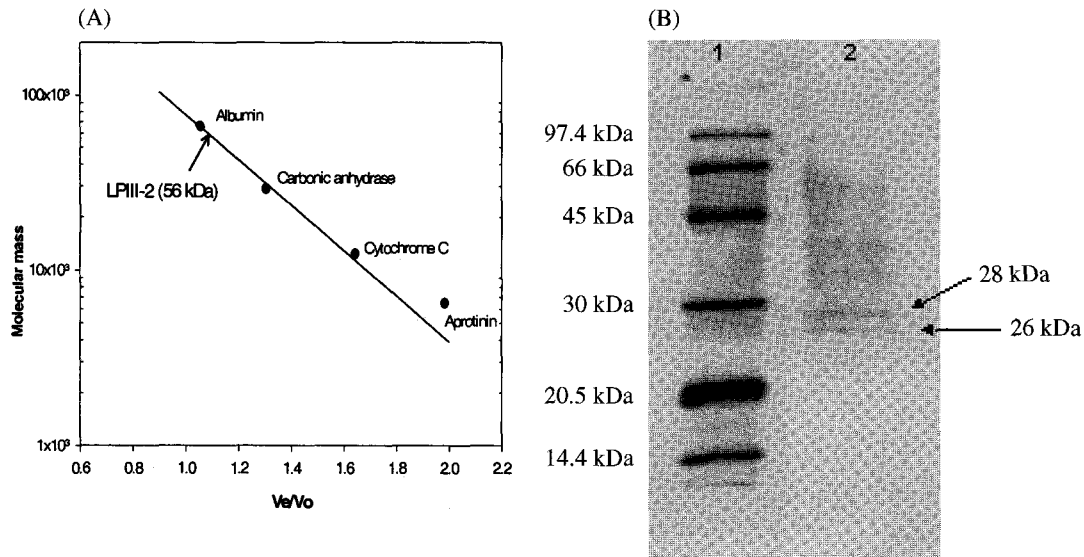 (A)
100x10³
10x10³
1x10³
Molecular mass
Albumin
LPIII-2 (56 kDa)
Carbonic anhydrase
Cytochrome C
Aprotinin
0.6 0.8 1.0 1.2 1.4 1.6 1.8 2.0 2.2
Ve/Vo
(B)
1 2
97.4 kDa
66 kDa
45 kDa
30 kDa
20.5 kDa
14.4 kDa
28 kDa
26 kDa